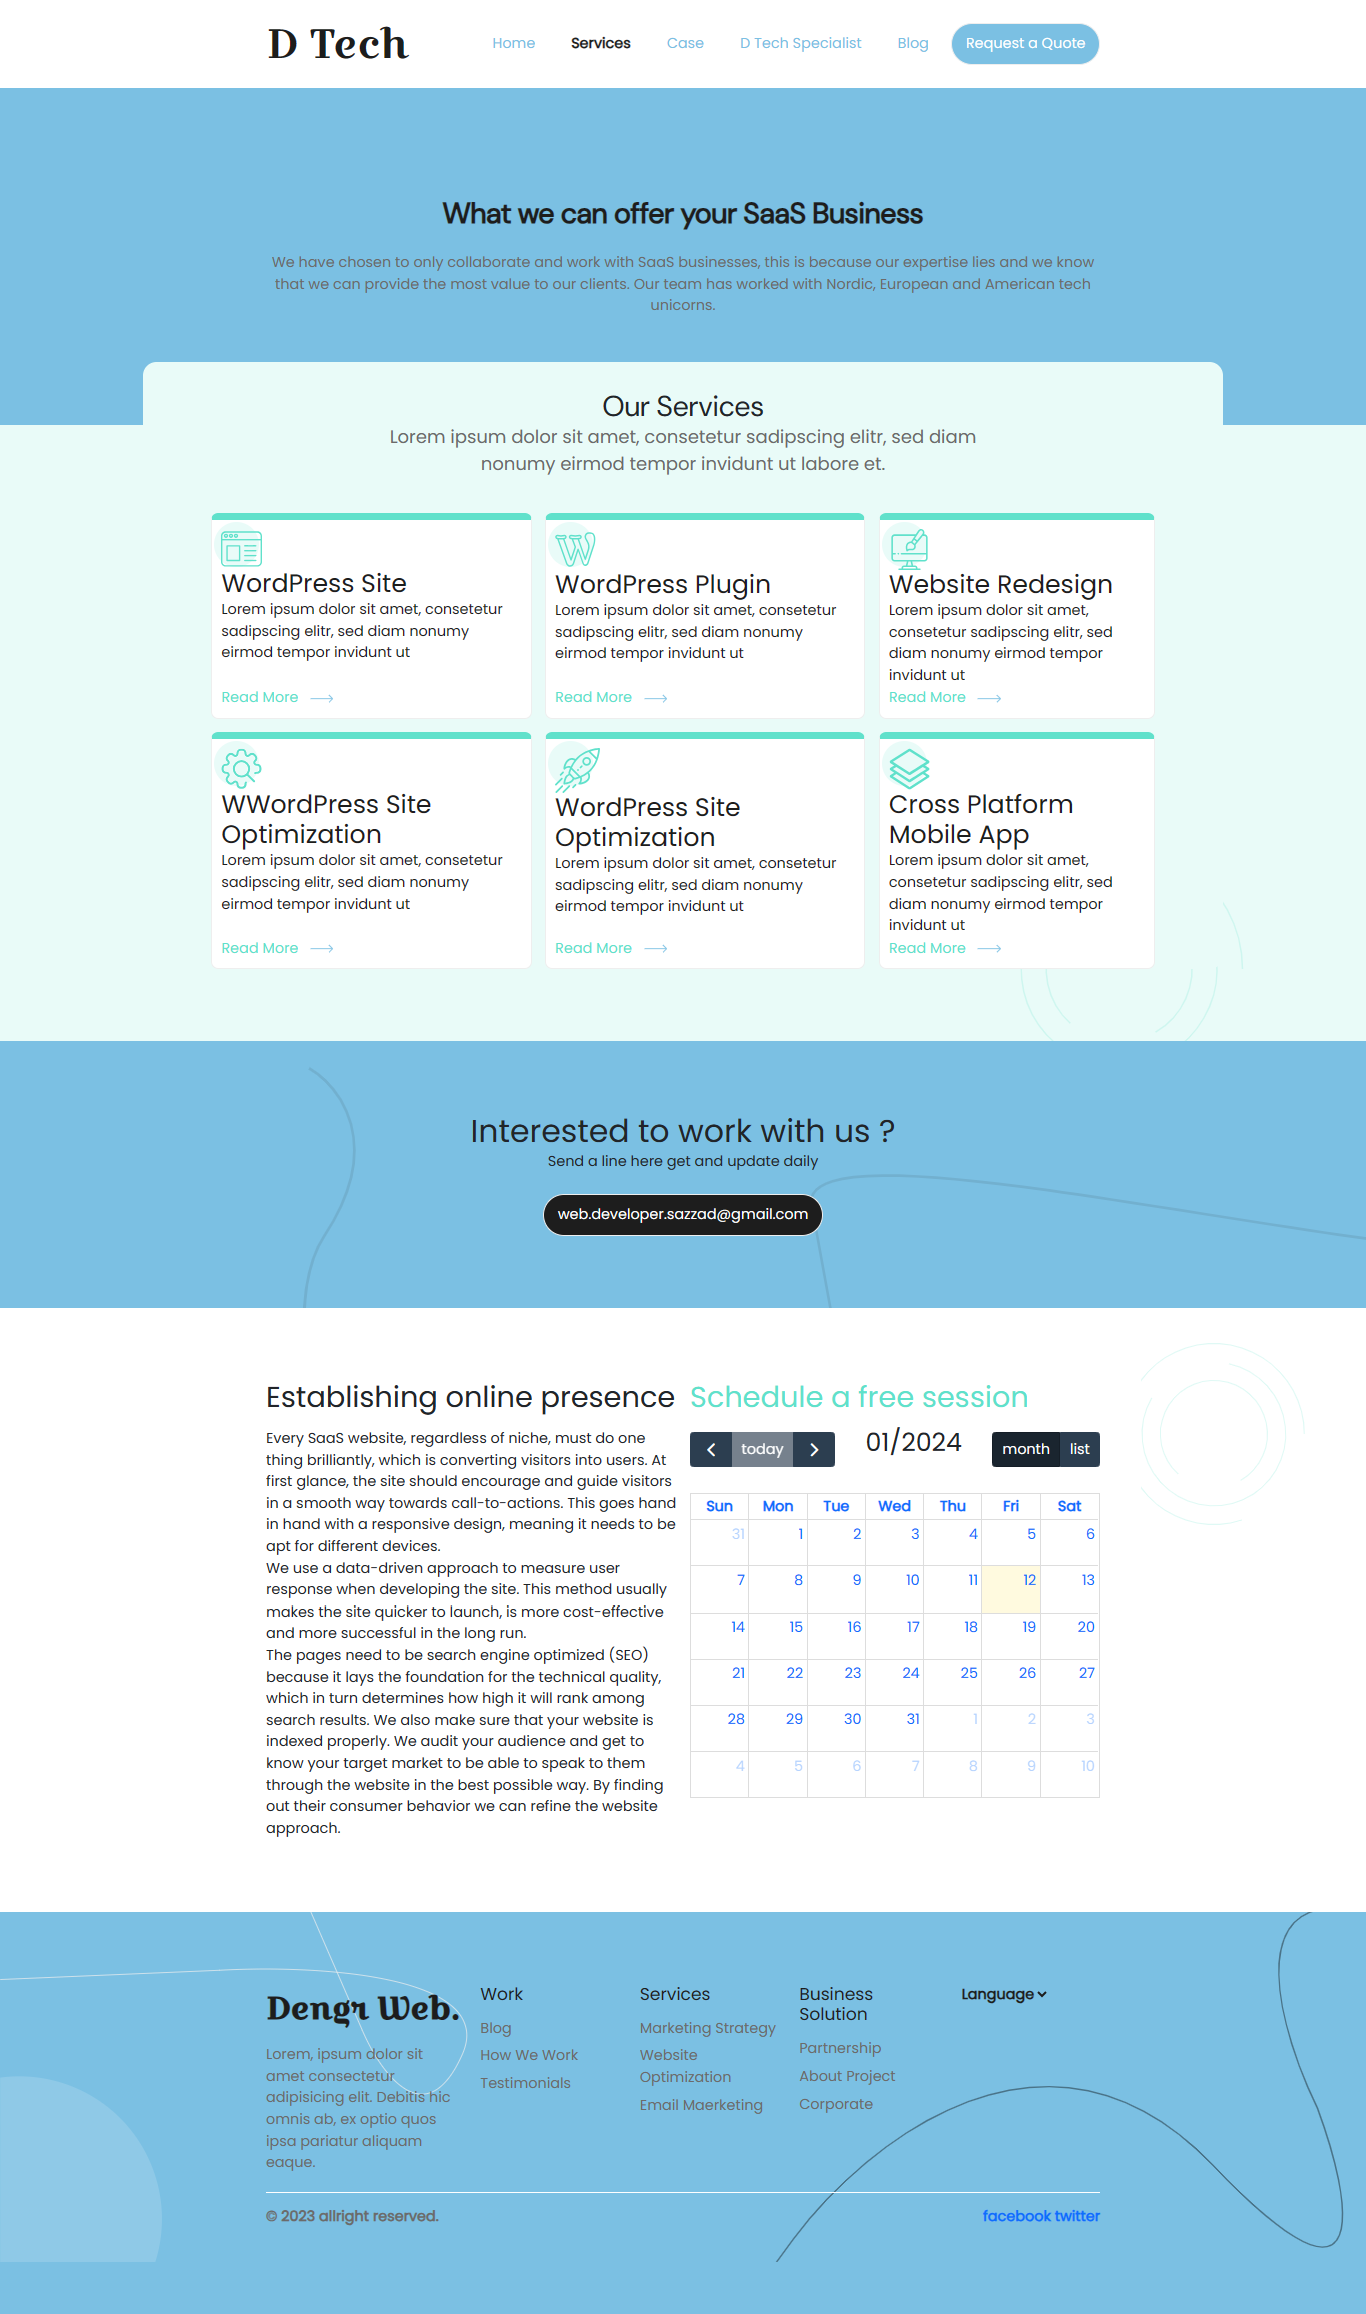 D Tech
Home Services Case D Tech Specialist Blog Request a Quote
What we can offer your SaaS Business
We have chosen to only collaborate and work with SaaS businesses, this is because our expertise lies and we know
that we can provide the most value to our clients. Our team has worked with Nordic, European and American tech
unicorns.
Our Services
Lorem ipsum dolor sit amet, consetetur sadipscing elitr, sed diam
nonumy eirmod tempor invidunt ut labore et.
WordPress Site
Lorem ipsum dolor sit amet, consetetur
sadipscing elitr, sed diam nonumy
eirmod tempor invidunt ut
Read More
WordPress Plugin
Lorem ipsum dolor sit amet, consetetur
sadipscing elitr, sed diam nonumy
eirmod tempor invidunt ut
Read More
Website Redesign
Lorem ipsum dolor sit amet,
consetetur sadipscing elitr, sed
diam nonumy eirmod tempor
invidunt ut
Read More
WWordPress Site
Optimization
Lorem ipsum dolor sit amet, consetetur
sadipscing elitr, sed diam nonumy
eirmod tempor invidunt ut
Read More
WordPress Site
Optimization
Lorem ipsum dolor sit amet, consetetur
sadipscing elitr, sed diam nonumy
eirmod tempor invidunt ut
Read More
Cross Platform
Mobile App
Lorem ipsum dolor sit amet,
consetetur sadipscing elitr, sed
diam nonumy eirmod tempor
invidunt ut
Read More
Interested to work with us ?
Send a line here get and update daily
web.developer.sazzad@gmail.com
Establishing online presence
Every SaaS website, regardless of niche, must do one
thing brilliantly, which is converting visitors into users. At
first glance, the site should encourage and guide visitors
in a smooth way towards call-to-actions. This goes hand
in hand with a responsive design, meaning it needs to be
apt for different devices.
We use a data-driven approach to measure user
response when developing the site. This method usually
makes the site quicker to launch, is more cost-effective
and more successful in the long run.
The pages need to be search engine optimized (SEO)
because it lays the foundation for the technical quality,
which in turn determines how high it will rank among
search results. We also make sure that your website is
indexed properly. We audit your audience and get to
know your target market to be able to speak to them
through the website in the best possible way. By finding
out their consumer behavior we can refine the website
approach.
Schedule a free session
today 01/2024 month list
Sun Mon Tue Wed Thu Fri Sat
31 1 2 3 4 5 6
7 8 9 10 11 12 13
14 15 16 17 18 19 20
21 22 23 24 25 26 27
28 29 30 31 1 2 3
4 5 6 7 8 9 10
Dengr Web.
Lorem, ipsum dolor sit
amet consectetur
adipisicing elit. Debitis hic
omnis ab, ex optio quos
ipsa pariatur aliquam
eaque.
Work
Blog
How We Work
Testimonials
Services
Marketing Strategy
Website
Optimization
Email Maerketing
Business
Solution
Partnership
About Project
Corporate
Language
© 2023 allright reserved.
facebook twitter